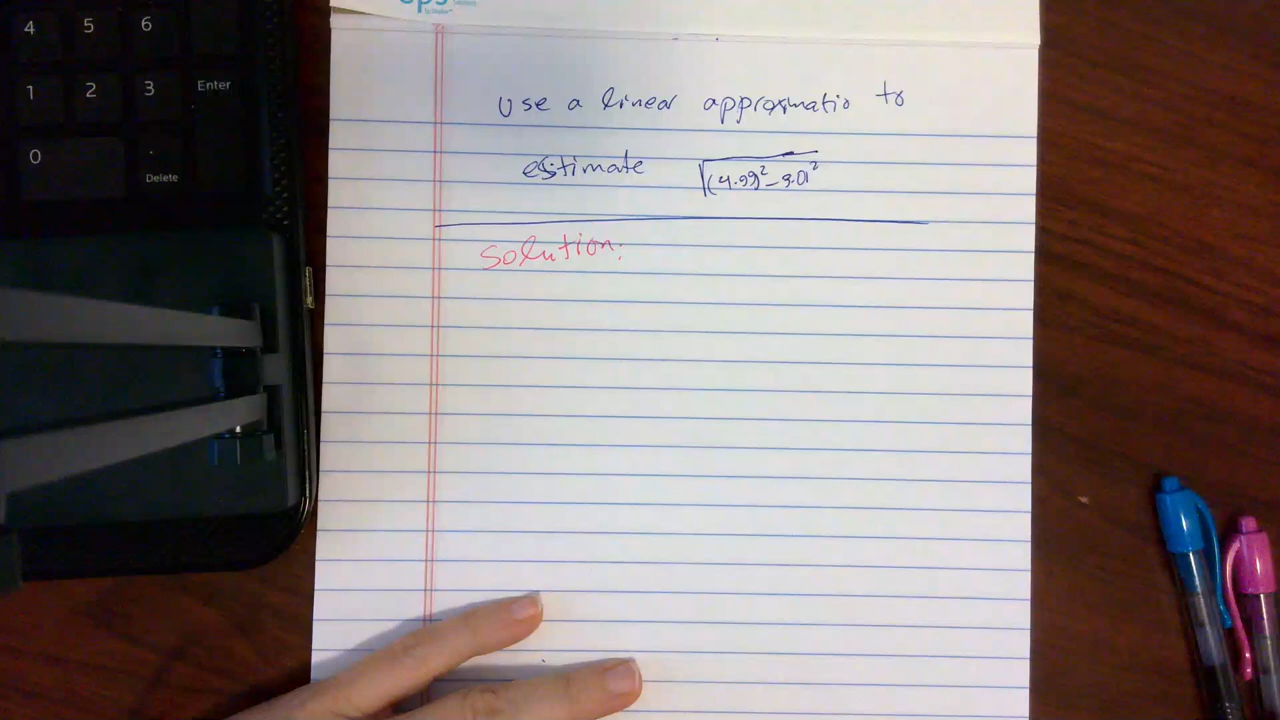 eps
4 5 6
1 2 3 Enter
0 . Delete
Use a linear approximatio to
estimate √(4.99)² - 3.01²
Solution: